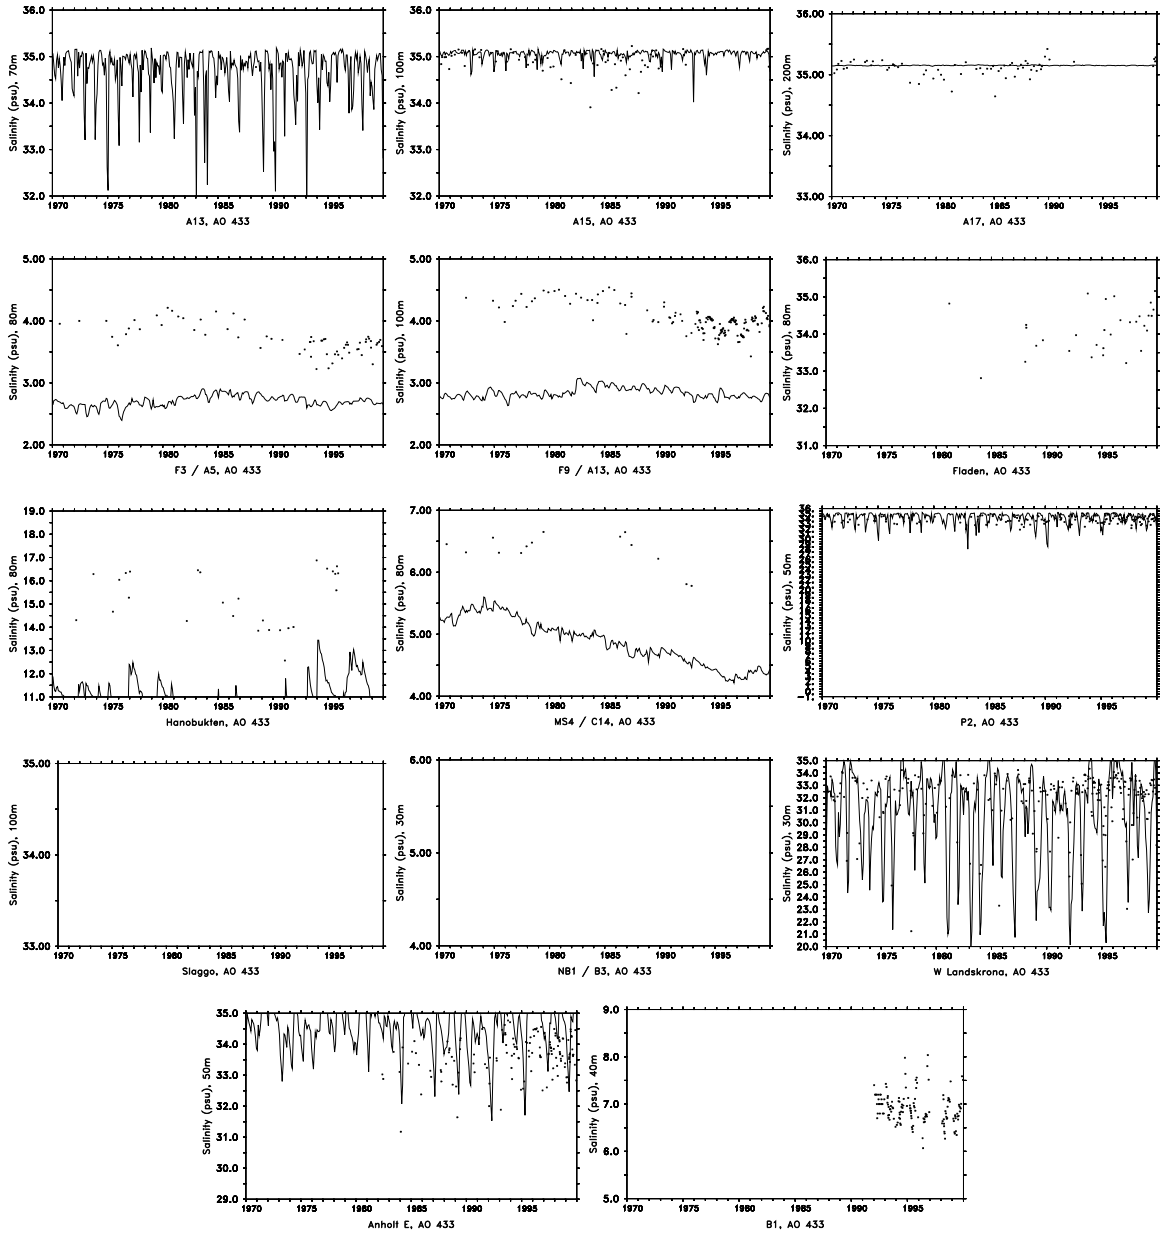 36.0 35.0 34.0 33.0 32.0
Salinity (psu), 70m
1970 1975 1980 1985 1990 1995
A13, AO 433
36.0 35.0 34.0 33.0 32.0
Salinity (psu), 100m
1970 1975 1980 1985 1990 1995
A15, AO 433
36.00 35.00 34.00 33.00
Salinity (psu), 200m
1970 1975 1980 1985 1990 1995
A17, AO 433
5.00 4.00 3.00 2.00
Salinity (psu), 80m
1970 1975 1980 1985 1990 1995
F3 / A5, AO 433
5.00 4.00 3.00 2.00
Salinity (psu), 100m
1970 1975 1980 1985 1990 1995
F9 / A13, AO 433
36.0 35.0 34.0 33.0 32.0 31.0
Salinity (psu), 80m
1970 1975 1980 1985 1990 1995
Fladen, AO 433
19.0 18.0 17.0 16.0 15.0 14.0 13.0 12.0 11.0
Salinity (psu), 80m
1970 1975 1980 1985 1990 1995
Hanobukten, AO 433
7.00 6.00 5.00 4.00
Salinity (psu), 80m
1970 1975 1980 1985 1990 1995
MS4 / C14, AO 433
Salinity (psu), 50m
1970 1975 1980 1985 1990 1995
P2, AO 433
35.00 34.00 33.00
Salinity (psu), 100m
1970 1975 1980 1985 1990 1995
Slaggo, AO 433
6.00 5.00 4.00
Salinity (psu), 30m
1970 1975 1980 1985 1990 1995
NB1 / B3, AO 433
35.0 34.0 33.0 32.0 31.0 30.0 29.0 28.0 27.0 26.0 25.0 24.0 23.0 22.0 21.0 20.0
Salinity (psu), 30m
1970 1975 1980 1985 1990 1995
W Landskrona, AO 433
35.0 34.0 33.0 32.0 31.0 30.0 29.0
Salinity (psu), 50m
1970 1975 1980 1985 1990 1995
Anholt E, AO 433
9.0 8.0 7.0 6.0 5.0
Salinity (psu), 40m
1970 1975 1980 1985 1990 1995
B1, AO 433